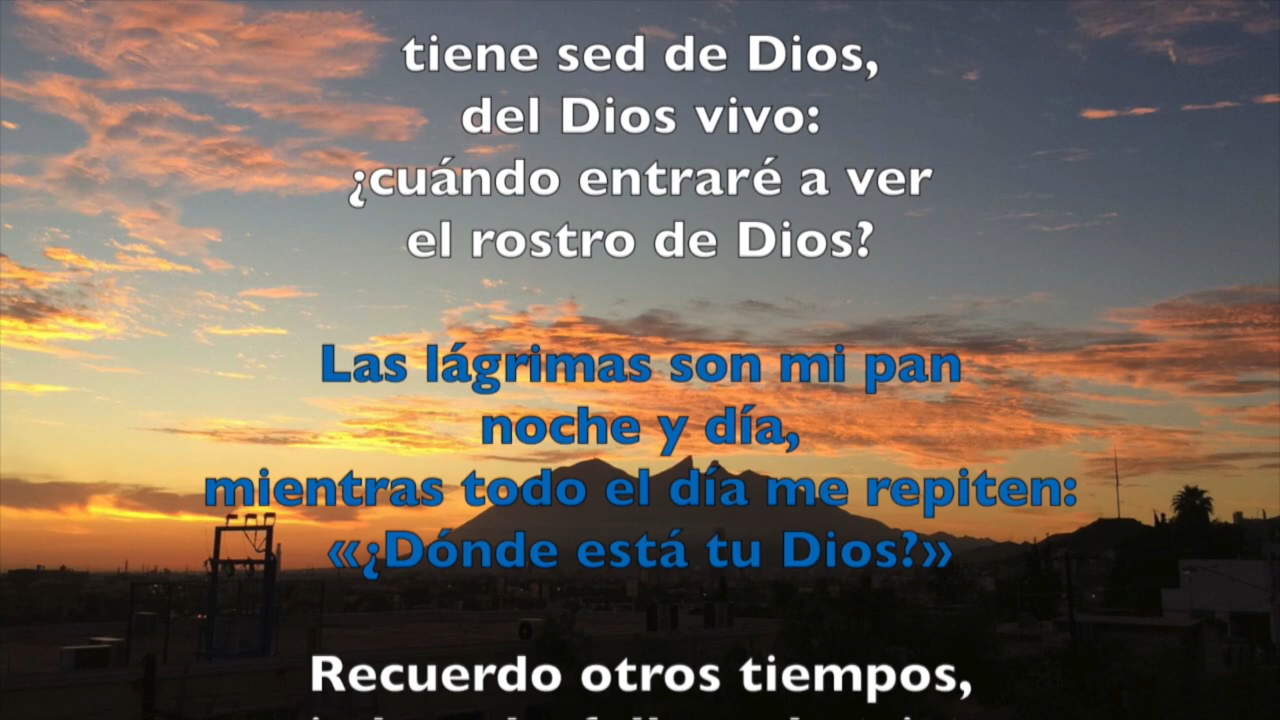 tiene sed de Dios,
del Dios vivo:
¿cuándo entraré a ver
el rostro de Dios?
Las lágrimas son mi pan
noche y día,
mientras todo el día me repiten:
«¿Dónde está tu Dios?»
Recuerdo otros tiempos,